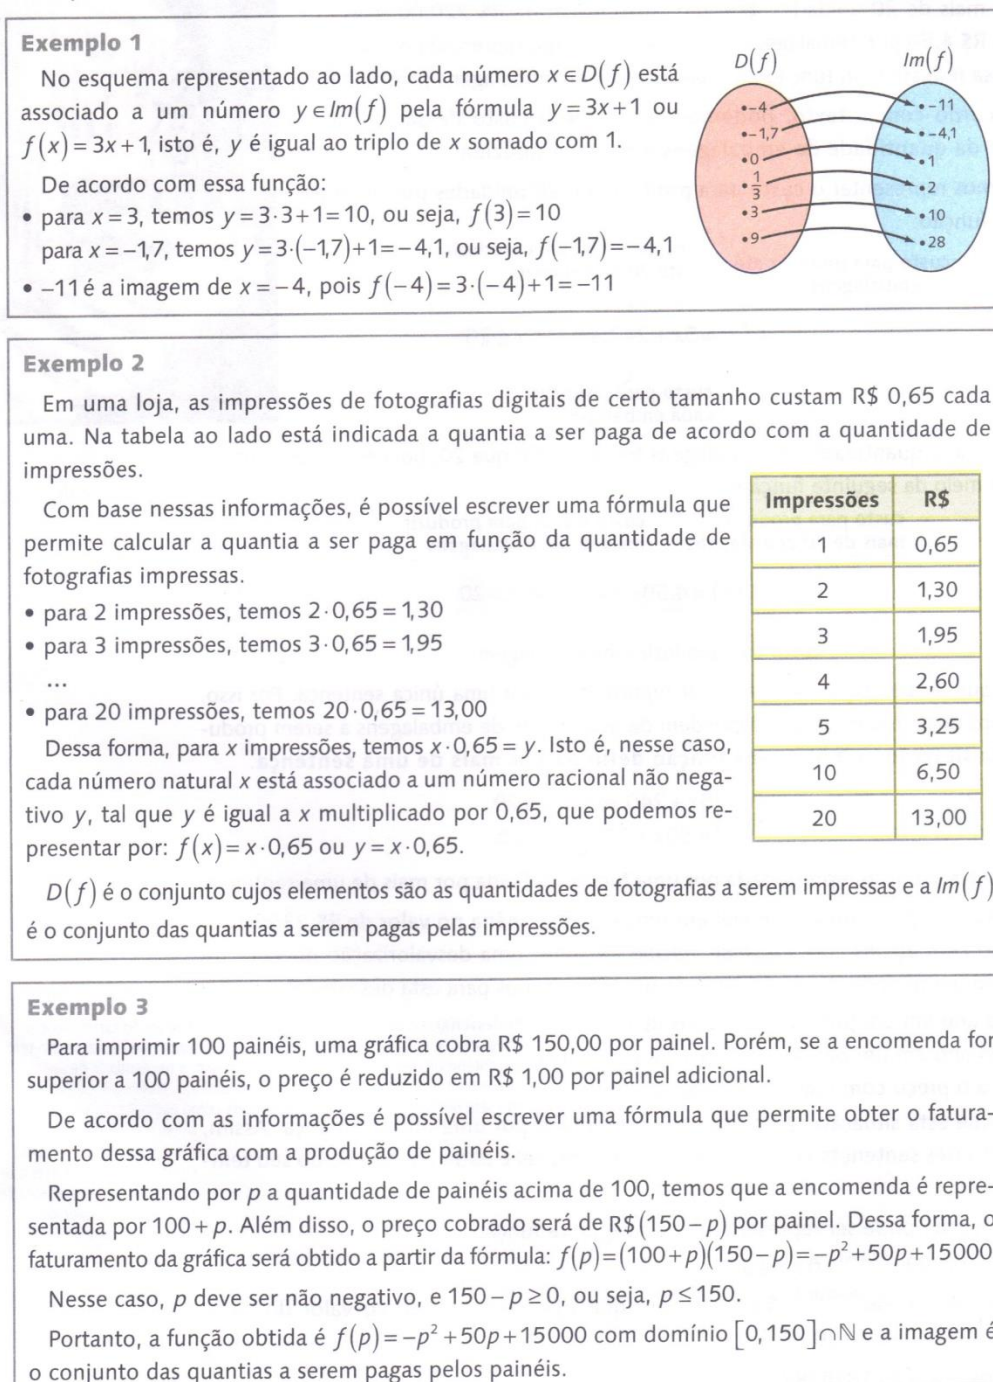 Exemplo 1
No esquema representado ao lado, cada número x ∈ D(f) está
associado a um número y ∈ Im(f) pela fórmula y = 3x + 1 ou
f(x) = 3x + 1, isto é, y é igual ao triplo de x somado com 1.
De acordo com essa função:
• para x = 3, temos y = 3·3 + 1 = 10, ou seja, f(3) = 10
para x = –1,7, temos y = 3·(–1,7) + 1 = –4,1, ou seja, f(–1,7) = –4,1
• –11 é a imagem de x = –4, pois f(–4) = 3·(–4) + 1 = –11
D(f) Im(f)
•–4 •–11
•–1,7 •–4,1
•0 •1
•1/3 •2
•3 •10
•9 •28
Exemplo 2
Em uma loja, as impressões de fotografias digitais de certo tamanho custam R$ 0,65 cada
uma. Na tabela ao lado está indicada a quantia a ser paga de acordo com a quantidade de
impressões.
Com base nessas informações, é possível escrever uma fórmula que
permite calcular a quantia a ser paga em função da quantidade de
fotografias impressas.
• para 2 impressões, temos 2·0,65 = 1,30
• para 3 impressões, temos 3·0,65 = 1,95
...
• para 20 impressões, temos 20·0,65 = 13,00
Dessa forma, para x impressões, temos x·0,65 = y. Isto é, nesse caso,
cada número natural x está associado a um número racional não nega-
tivo y, tal que y é igual a x multiplicado por 0,65, que podemos re-
presentar por: f(x) = x·0,65 ou y = x·0,65.
Impressões R$
1 0,65
2 1,30
3 1,95
4 2,60
5 3,25
10 6,50
20 13,00
D(f) é o conjunto cujos elementos são as quantidades de fotografias a serem impressas e a Im(f)
é o conjunto das quantias a serem pagas pelas impressões.
Exemplo 3
Para imprimir 100 painéis, uma gráfica cobra R$ 150,00 por painel. Porém, se a encomenda for
superior a 100 painéis, o preço é reduzido em R$ 1,00 por painel adicional.
De acordo com as informações é possível escrever uma fórmula que permite obter o fatura-
mento dessa gráfica com a produção de painéis.
Representando por p a quantidade de painéis acima de 100, temos que a encomenda é repre-
sentada por 100 + p. Além disso, o preço cobrado será de R$ (150 – p) por painel. Dessa forma, o
faturamento da gráfica será obtido a partir da fórmula: f(p) = (100 + p)(150 – p) = –p² + 50p + 15000
Nesse caso, p deve ser não negativo, e 150 – p ≥ 0, ou seja, p ≤ 150.
Portanto, a função obtida é f(p) = –p² + 50p + 15000 com domínio [0, 150] ∩ ℕ e a imagem é
o conjunto das quantias a serem pagas pelos painéis.